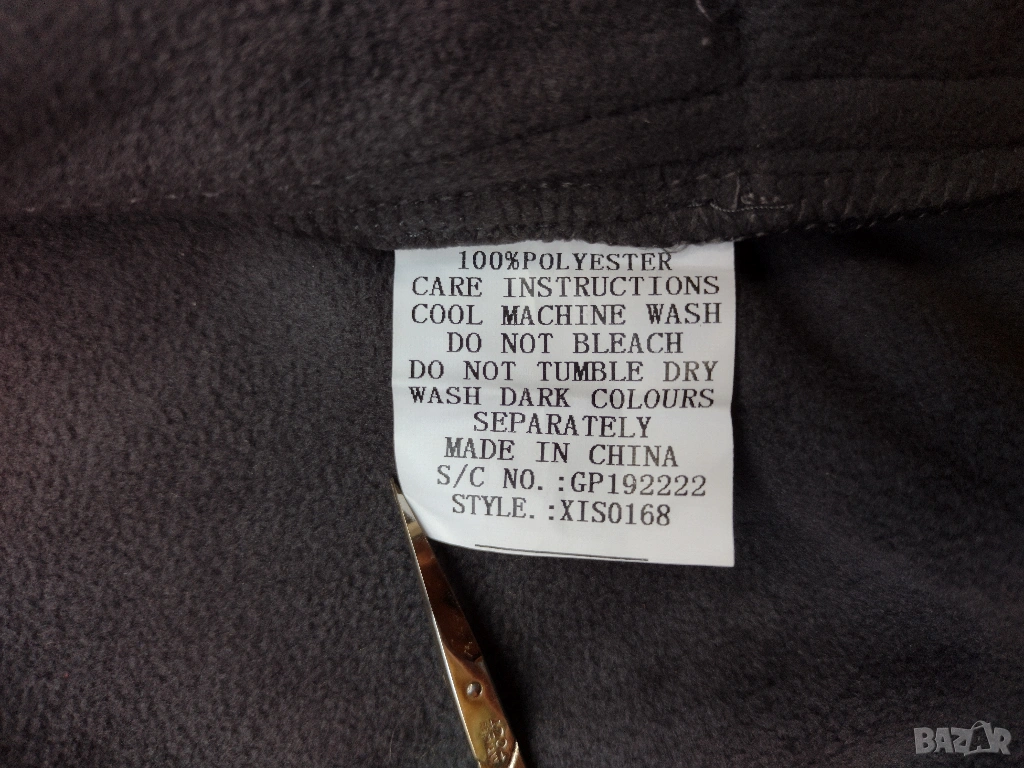 100%POLYESTER
CARE INSTRUCTIONS
COOL MACHINE WASH
DO NOT BLEACH
DO NOT TUMBLE DRY
WASH DARK COLOURS
SEPARATELY
MADE IN CHINA
S/C NO.:GP192222
STYLE.:XIS0168
BAZAR